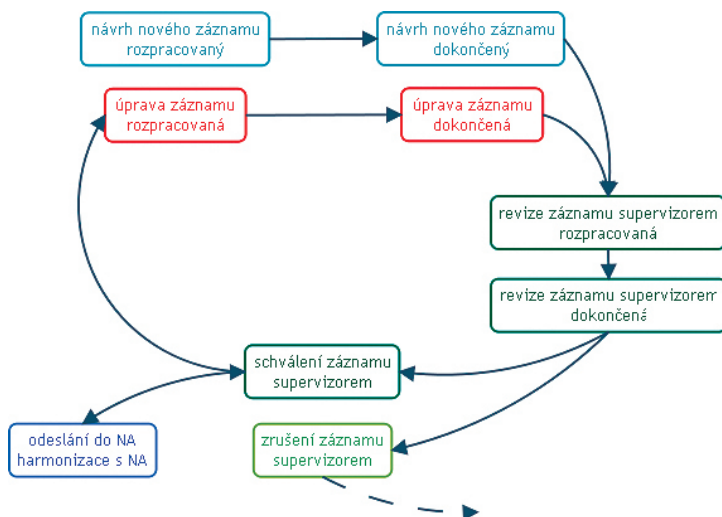 návrh nového záznamu
rozpracovaný
návrh nového záznamu
dokončený
úprava záznamu
rozpracovaná
úprava záznamu
dokončená
revize záznamu supervizorem
rozpracovaná
revize záznamu supervizorem
dokončená
schválení záznamu
supervizorem
odeslání do NA
harmonizace s NA
zrušení záznamu
supervizorem